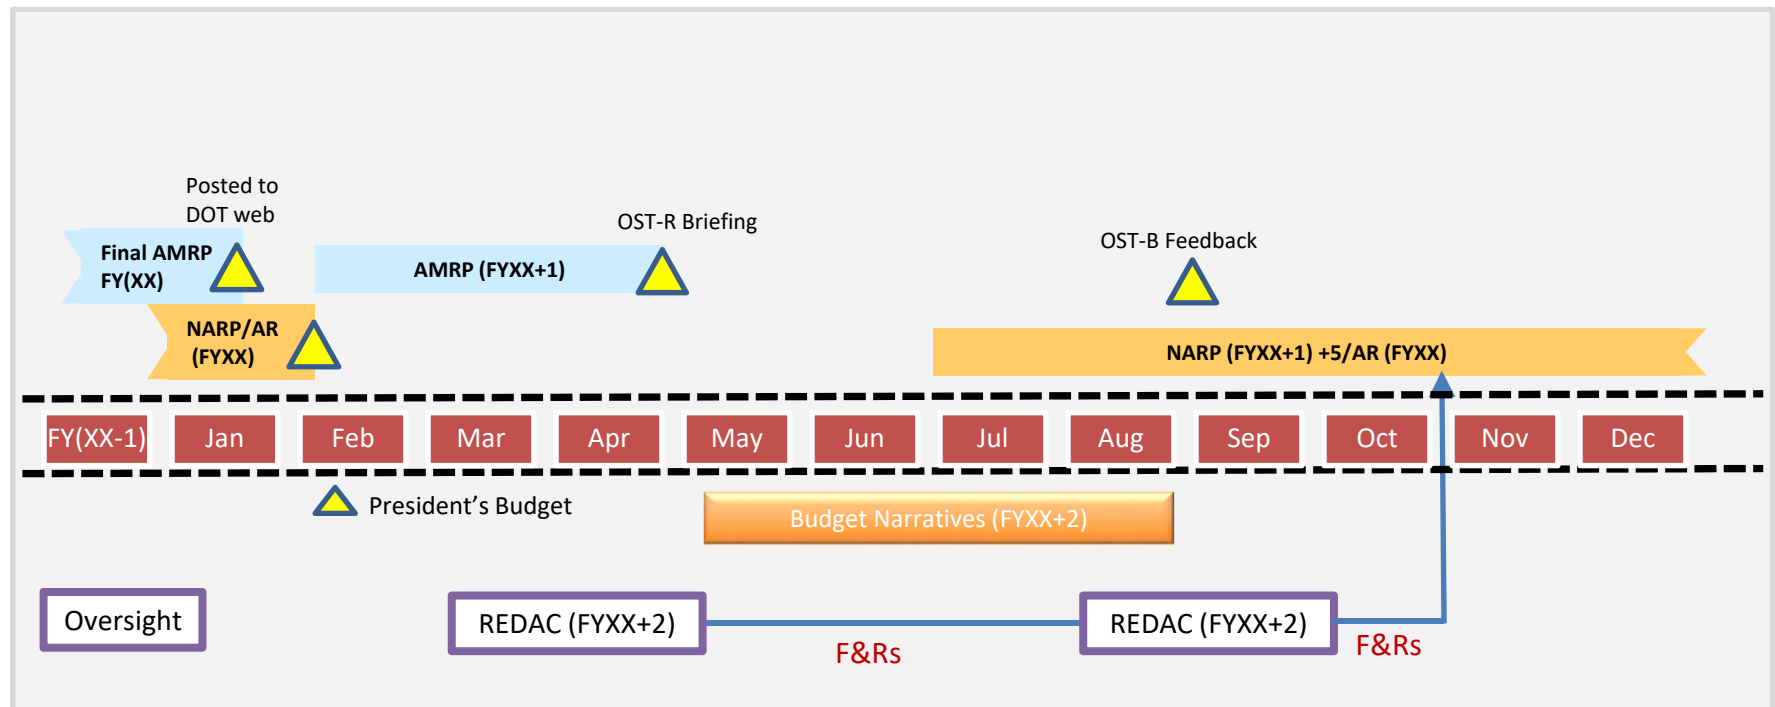 Posted to
DOT web
OST-R Briefing
OST-B Feedback
Final AMRP
FY(XX)
AMRP (FYXX+1)
NARP/AR
(FYXX)
NARP (FYXX+1) +5/AR (FYXX)
FY(XX-1)
Jan
Feb
Mar
Apr
May
Jun
Jul
Aug
Sep
Oct
Nov
Dec
President’s Budget
Budget Narratives (FYXX+2)
Oversight
REDAC (FYXX+2)
F&Rs
REDAC (FYXX+2)
F&Rs